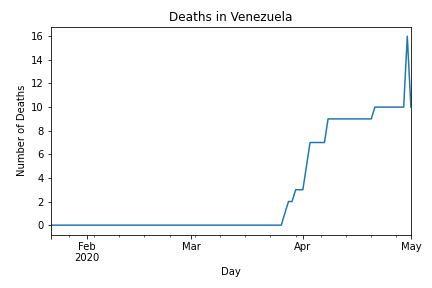 Deaths in Venezuela
16
14
12
10
8
6
4
2
0
Number of Deaths
Feb
2020
Mar
Apr
May
Day